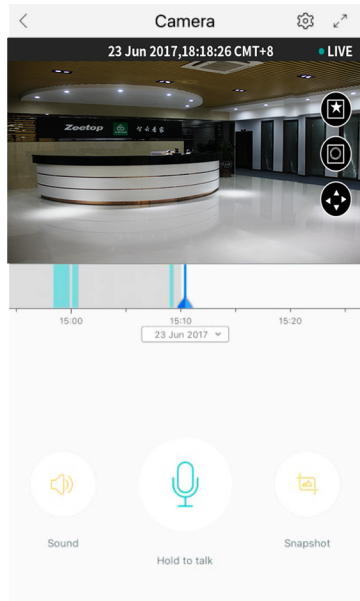 Camera
23 Jun 2017,18:18:26 CMT+8
LIVE
Zeetop
15:00
15:10
15:20
23 Jun 2017
Sound
Hold to talk
Snapshot